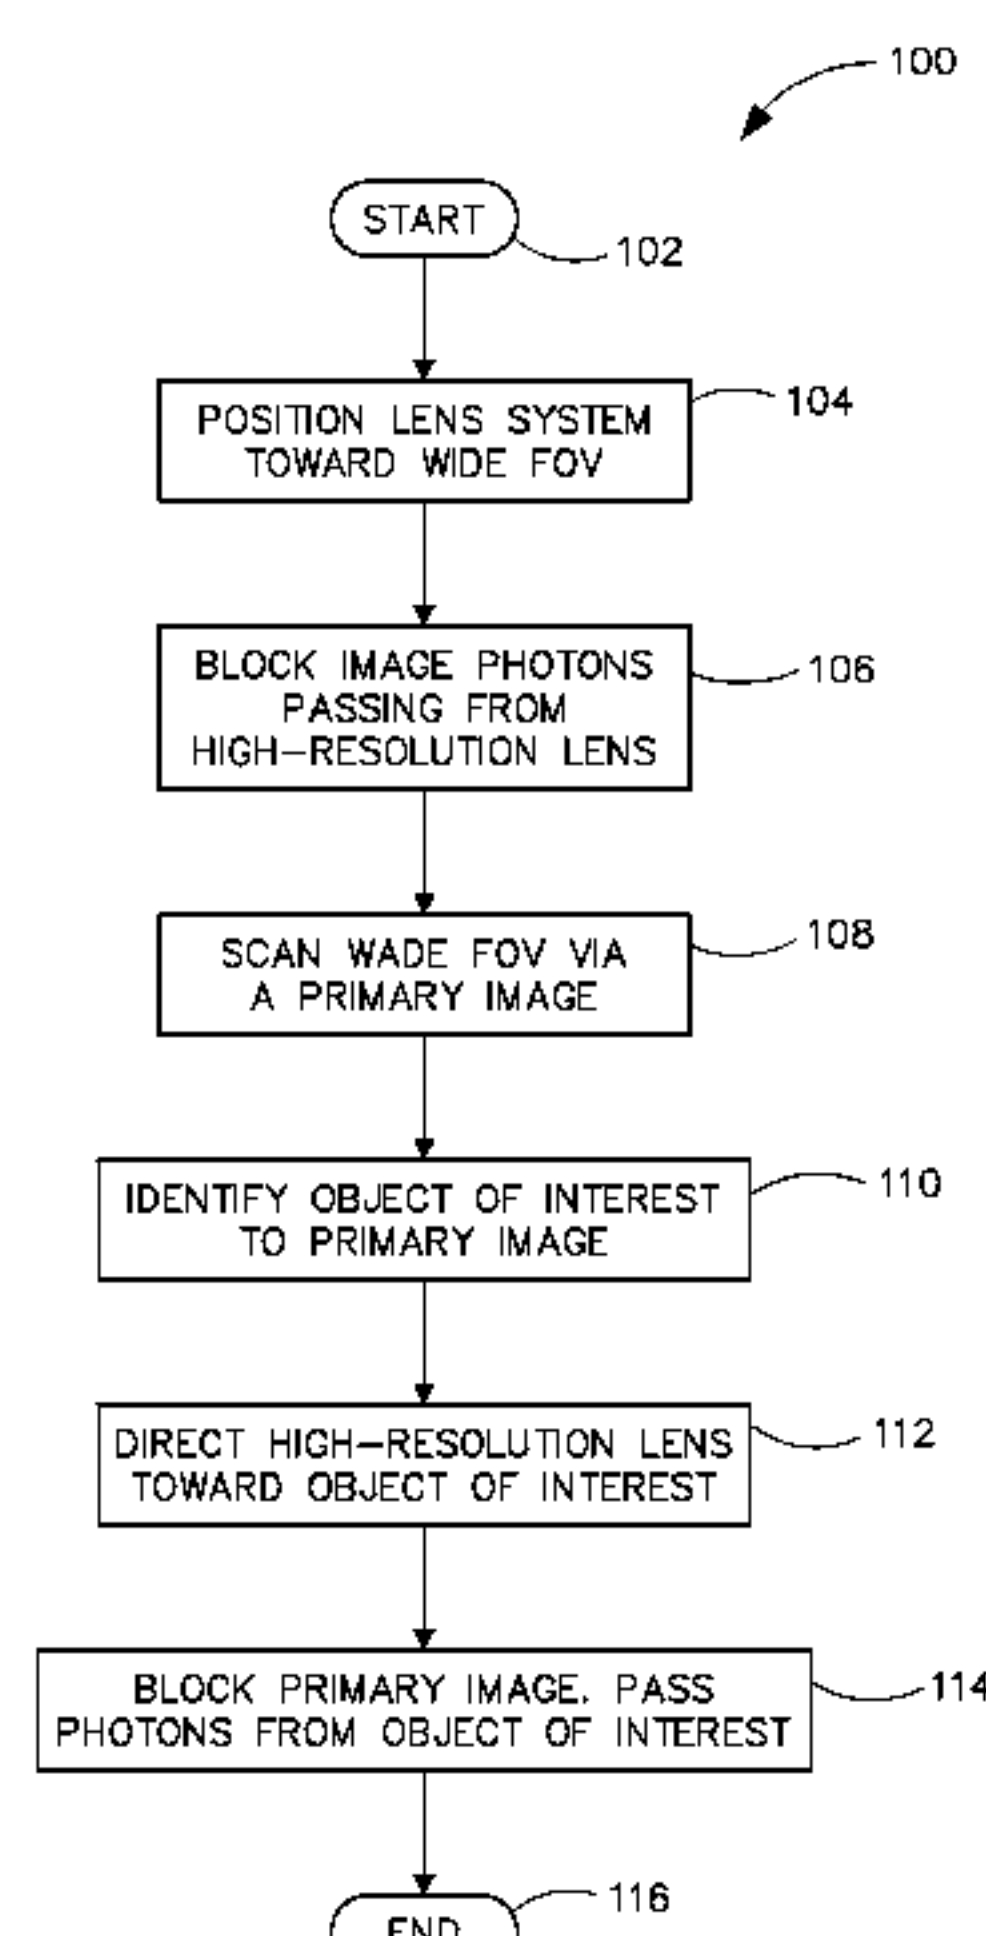 100
START
102
POSITION LENS SYSTEM
TOWARD WIDE FOV
104
BLOCK IMAGE PHOTONS
PASSING FROM
HIGH-RESOLUTION LENS
106
SCAN WADE FOV VIA
A PRIMARY IMAGE
108
IDENTIFY OBJECT OF INTEREST
TO PRIMARY IMAGE
110
DIRECT HIGH-RESOLUTION LENS
TOWARD OBJECT OF INTEREST
112
BLOCK PRIMARY IMAGE. PASS
PHOTONS FROM OBJECT OF INTEREST
114
END
116